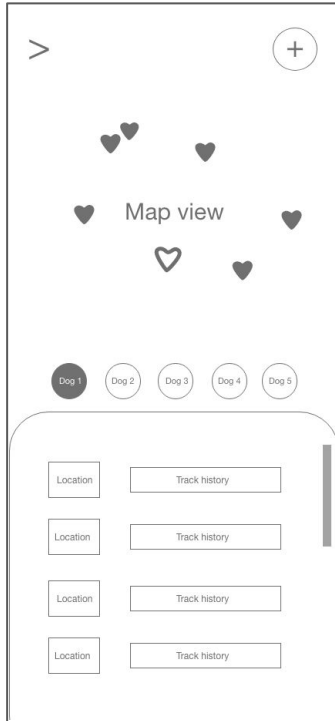 >
+
Map view
Dog 1 Dog 2 Dog 3 Dog 4 Dog 5
Location Track history
Location Track history
Location Track history
Location Track history